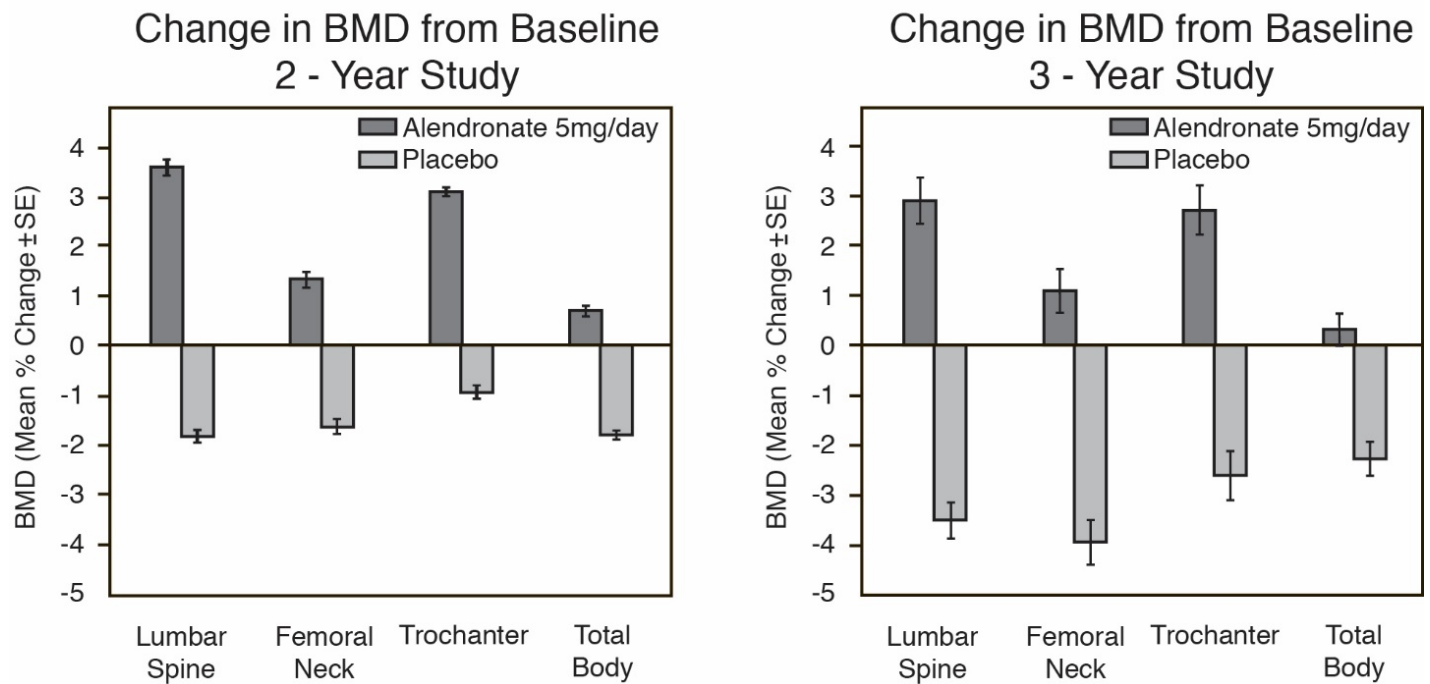 Change in BMD from Baseline
2 - Year Study
Alendronate 5mg/day
Placebo
BMD (Mean % Change ± SE)
4
3
2
1
0
-1
-2
-3
-4
-5
Lumbar Spine
Femoral Neck
Trochanter
Total Body
Change in BMD from Baseline
3 - Year Study
Alendronate 5mg/day
Placebo
BMD (Mean % Change ± SE)
4
3
2
1
0
-1
-2
-3
-4
-5
Lumbar Spine
Femoral Neck
Trochanter
Total Body